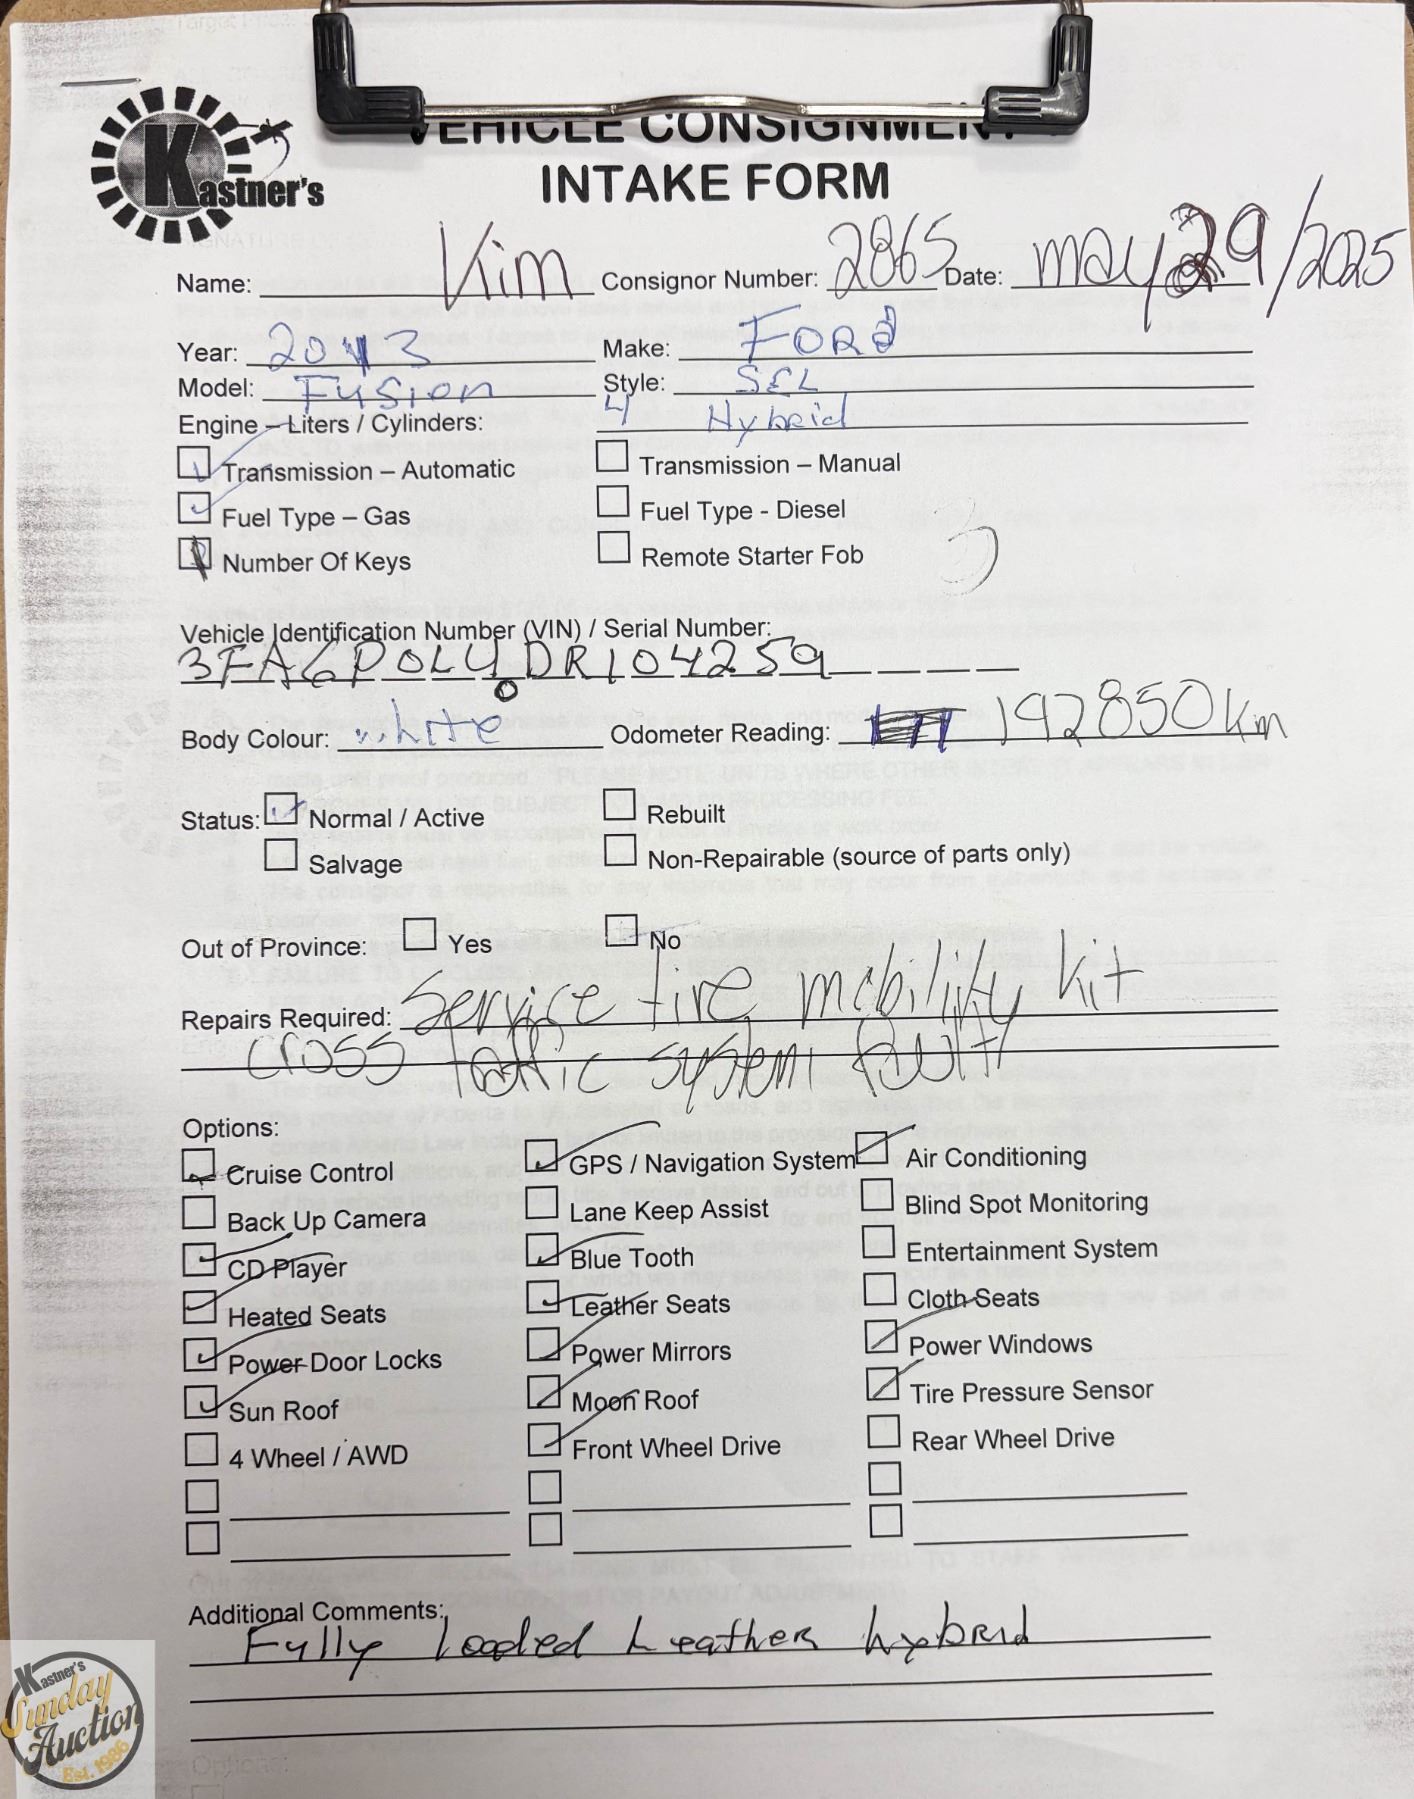 VEHICLE CONSIGNMENT
Kastner's
INTAKE FORM
Name: Kim Consignor Number: 2865 Date: May 29/2025
Year: 2013 Make: FORD
Model: Fusion Style: SEL
Engine – Liters / Cylinders: 4 Hybrid
Transmission – Automatic Transmission – Manual
Fuel Type – Gas Fuel Type - Diesel
Number Of Keys Remote Starter Fob
3
Vehicle Identification Number (VIN) / Serial Number:
3FA6P0LU DR104259
0
Body Colour: white Odometer Reading: 192850 km
Status: Normal / Active Rebuilt
Salvage Non-Repairable (source of parts only)
Out of Province: Yes No
Repairs Required: Service tire mobility kit
cross traffic system fault
Options:
Cruise Control GPS / Navigation System Air Conditioning
Back Up Camera Lane Keep Assist Blind Spot Monitoring
CD Player Blue Tooth Entertainment System
Heated Seats Leather Seats Cloth Seats
Power Door Locks Power Mirrors Power Windows
Sun Roof Moon Roof Tire Pressure Sensor
4 Wheel / AWD Front Wheel Drive Rear Wheel Drive
Additional Comments:
Fully Loaded Leather hybrid
Kastner's
Sunday
Auction
Est. 1986